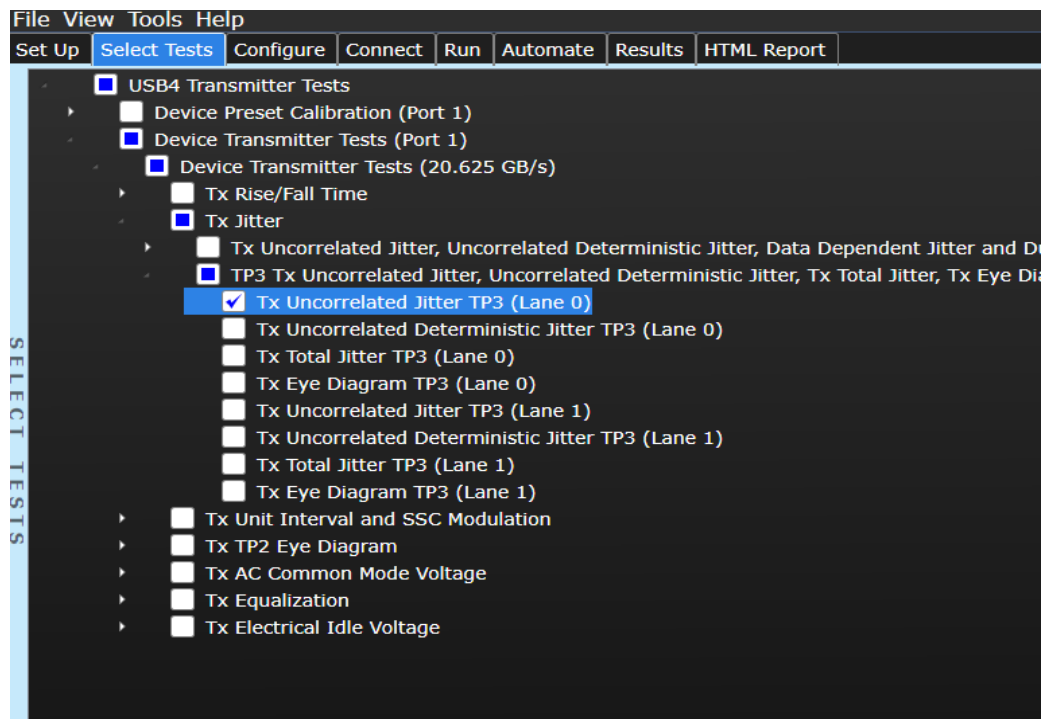 File View Tools Help
Set Up Select Tests Configure Connect Run Automate Results HTML Report
USB4 Transmitter Tests
Device Preset Calibration (Port 1)
Device Transmitter Tests (Port 1)
Device Transmitter Tests (20.625 GB/s)
Tx Rise/Fall Time
Tx Jitter
Tx Uncorrelated Jitter, Uncorrelated Deterministic Jitter, Data Dependent Jitter and
TP3 Tx Uncorrelated Jitter, Uncorrelated Deterministic Jitter, Tx Total Jitter, Tx Eye
Tx Uncorrelated Jitter TP3 (Lane 0)
Tx Uncorrelated Deterministic Jitter TP3 (Lane 0)
Tx Total Jitter TP3 (Lane 0)
Tx Eye Diagram TP3 (Lane 0)
Tx Uncorrelated Jitter TP3 (Lane 1)
Tx Uncorrelated Deterministic Jitter TP3 (Lane 1)
Tx Total Jitter TP3 (Lane 1)
Tx Eye Diagram TP3 (Lane 1)
Tx Unit Interval and SSC Modulation
Tx TP2 Eye Diagram
Tx AC Common Mode Voltage
Tx Equalization
Tx Electrical Idle Voltage
SELECT TESTS